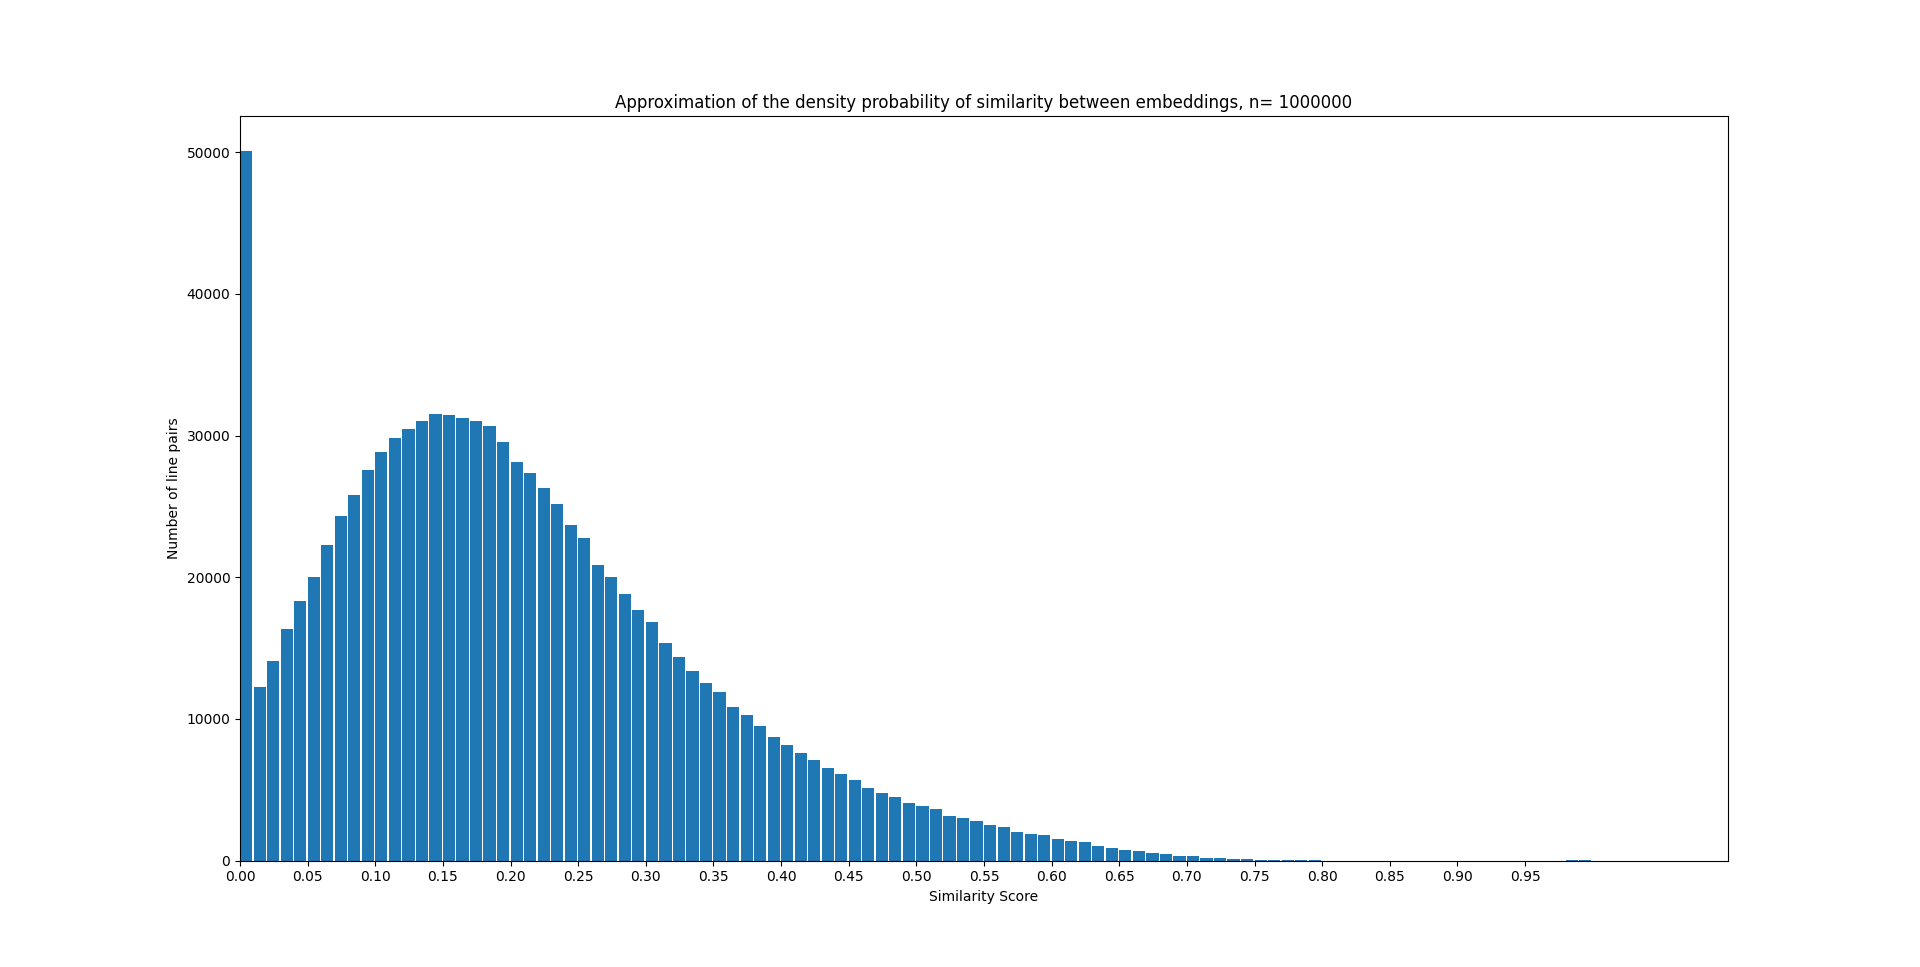 Approximation of the density probability of similarity between embeddings, n= 1000000
50000
40000
30000
20000
10000
0
Number of line pairs
0.00 0.05 0.10 0.15 0.20 0.25 0.30 0.35 0.40 0.45 0.50 0.55 0.60 0.65 0.70 0.75 0.80 0.85 0.90 0.95
Similarity Score